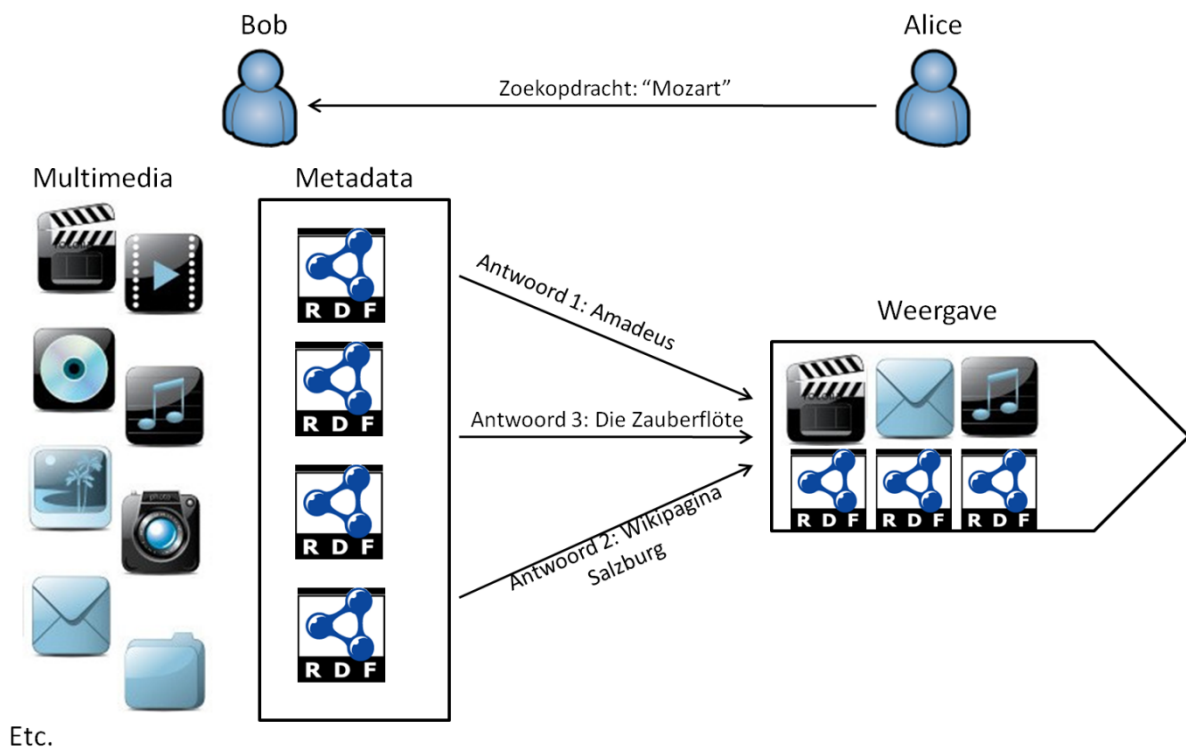 Bob
Alice
Zoekopdracht: “Mozart”
Multimedia
Metadata
RDF
RDF
RDF
RDF
Antwoord 1: Amadeus
Antwoord 3: Die Zauberflöte
Antwoord 2: Wikipagina
Salzburg
Weergave
RDF
RDF
RDF
photo
Etc.